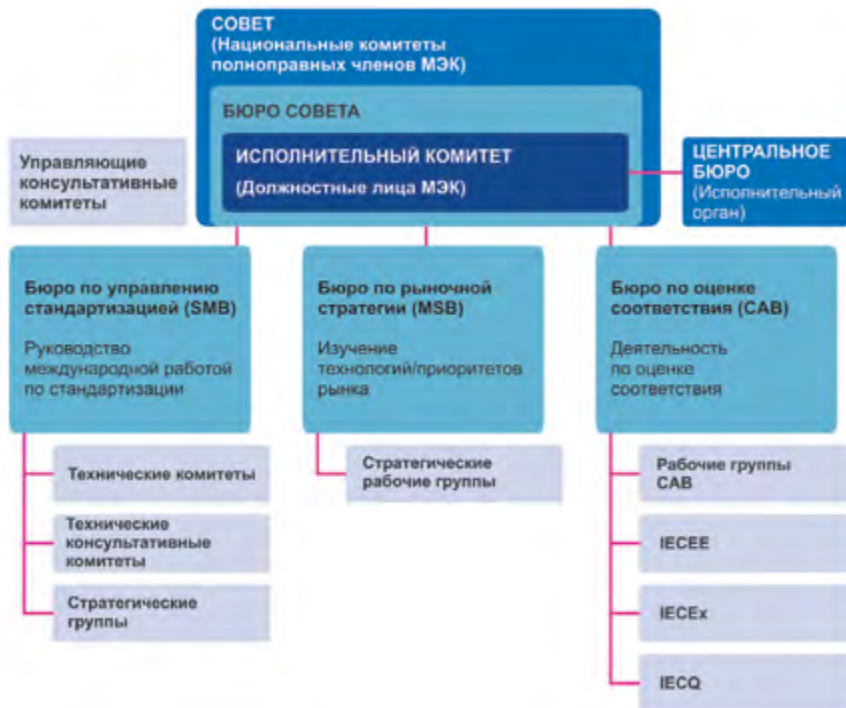 СОВЕТ
(Национальные комитеты
полноправных членов МЭК)
БЮРО СОВЕТА
ИСПОЛНИТЕЛЬНЫЙ КОМИТЕТ
(Должностные лица МЭК)
Управляющие
консультативные
комитеты
ЦЕНТРАЛЬНОЕ
БЮРО
(Исполнительный
орган)
Бюро по управлению
стандартизацией (SMB)
Руководство
международной работой
по стандартизации
Технические комитеты
Технические
консультативные
комитеты
Стратегические
группы
Бюро по рыночной
стратегии (MSB)
Изучение
технологий/приоритетов
рынка
Стратегические
рабочие группы
Бюро по оценке
соответствия (CAB)
Деятельность
по оценке
соответствия
Рабочие группы
CAB
IECEE
IECEx
IECQ